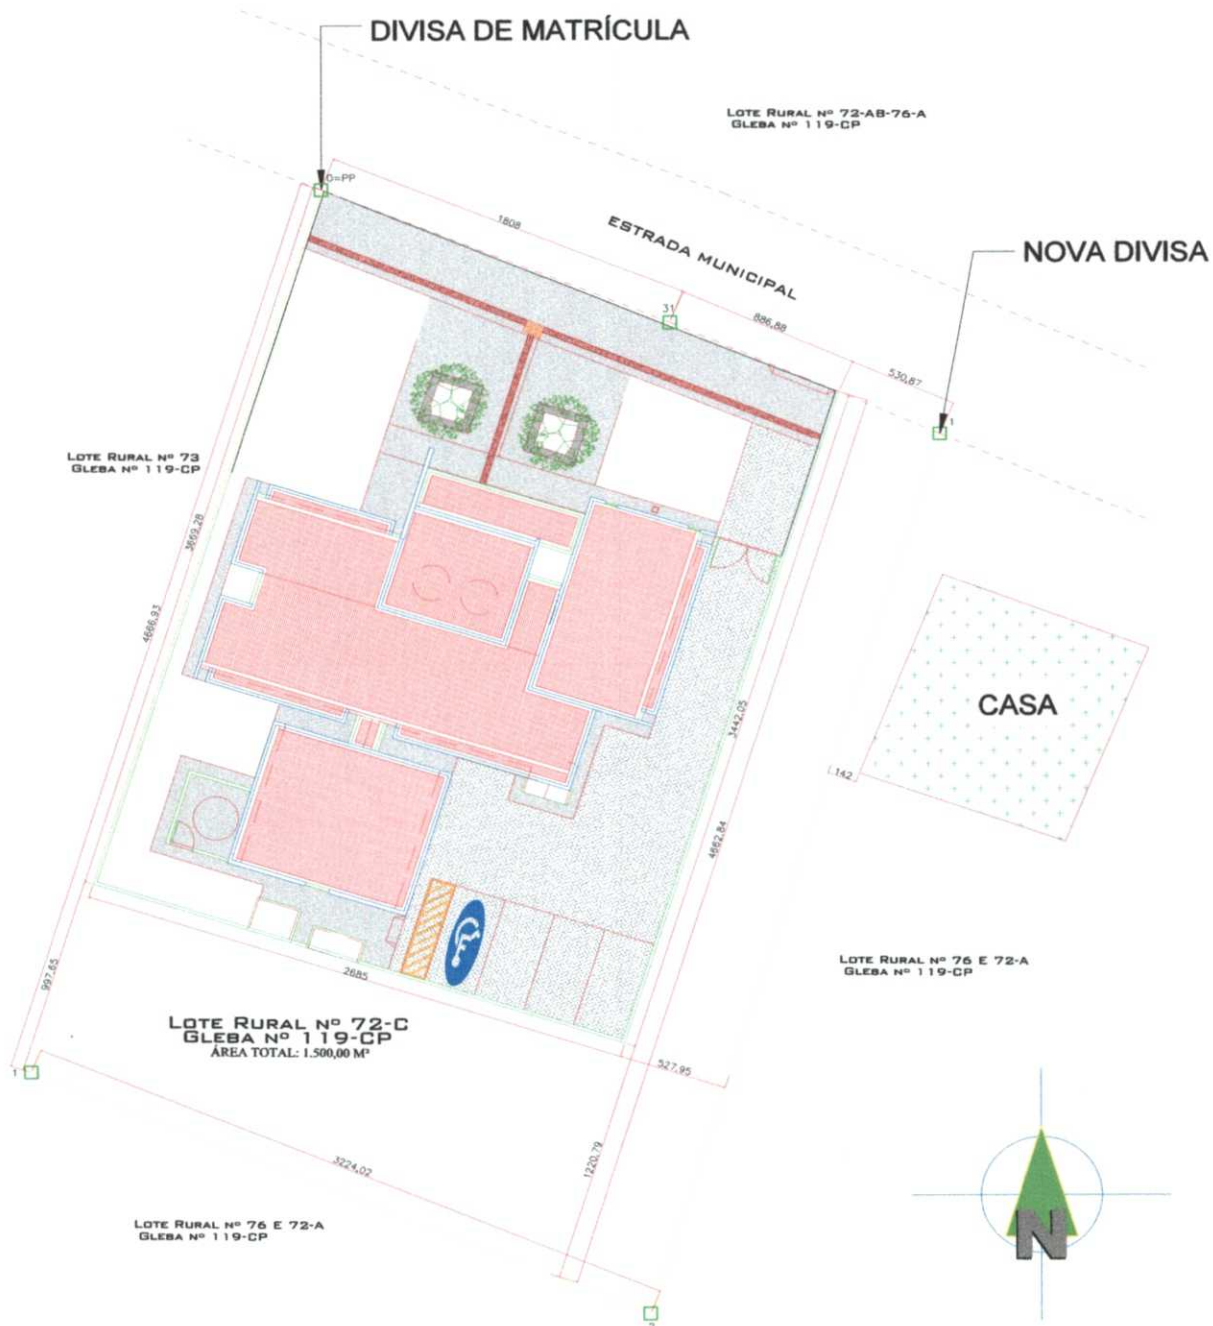 DIVISA DE MATRÍCULA
LOTE RURAL Nº 72-AB-76-A
GLEBA Nº 119-CP
0=PP
1808
ESTRADA MUNICIPAL
NOVA DIVISA
31
886,88
530,87
1
LOTE RURAL Nº 73
GLEBA Nº 119-CP
3669,28
4666,93
CASA
3442,05
142
4662,84
LOTE RURAL Nº 76 E 72-A
GLEBA Nº 119-CP
997,65
2685
LOTE RURAL Nº 72-C
GLEBA Nº 119-CP
ÁREA TOTAL: 1.500,00 M²
1
527,95
3224,02
1220,79
LOTE RURAL Nº 76 E 72-A
GLEBA Nº 119-CP
N